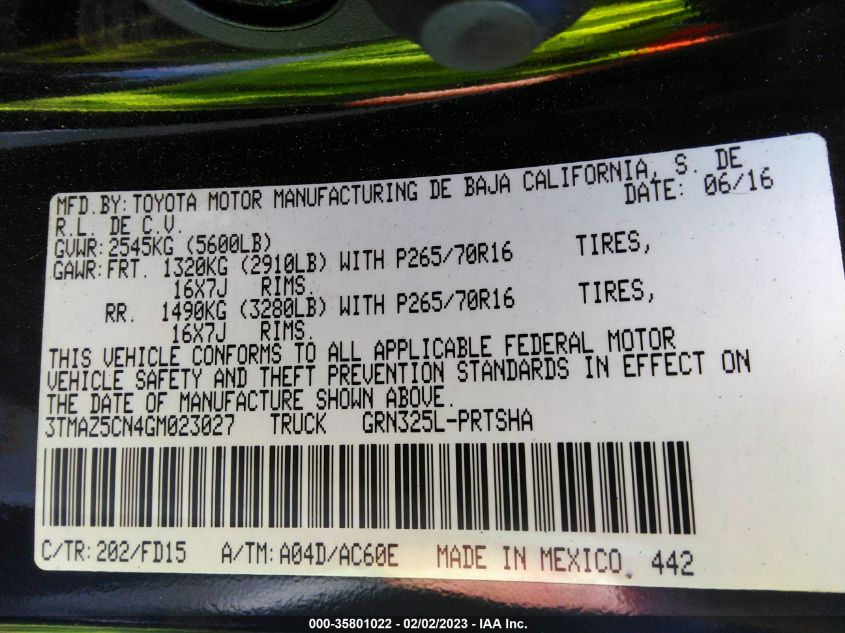 MFD.BY: TOYOTA MOTOR MANUFACTURING DE BAJA CALIFORNIA, S. DE
R.L. DE C.V. DATE: 06/16
GVWR: 2545KG (5600LB)
GAWR: FRT. 1320KG (2910LB) WITH P265/70R16 TIRES,
16X7J RIMS.
RR. 1490KG (3280LB) WITH P265/70R16 TIRES,
16X7J RIMS.
THIS VEHICLE CONFORMS TO ALL APPLICABLE FEDERAL MOTOR
VEHICLE SAFETY AND THEFT PREVENTION STANDARDS IN EFFECT ON
THE DATE OF MANUFACTURE SHOWN ABOVE.
3TMAZ5CN4GM023027 TRUCK GRN325L-PRTSHA
C/TR: 202/FD15 A/TM: A04D/AC60E MADE IN MEXICO. 442
000-35801022 - 02/02/2023 - IAA Inc.